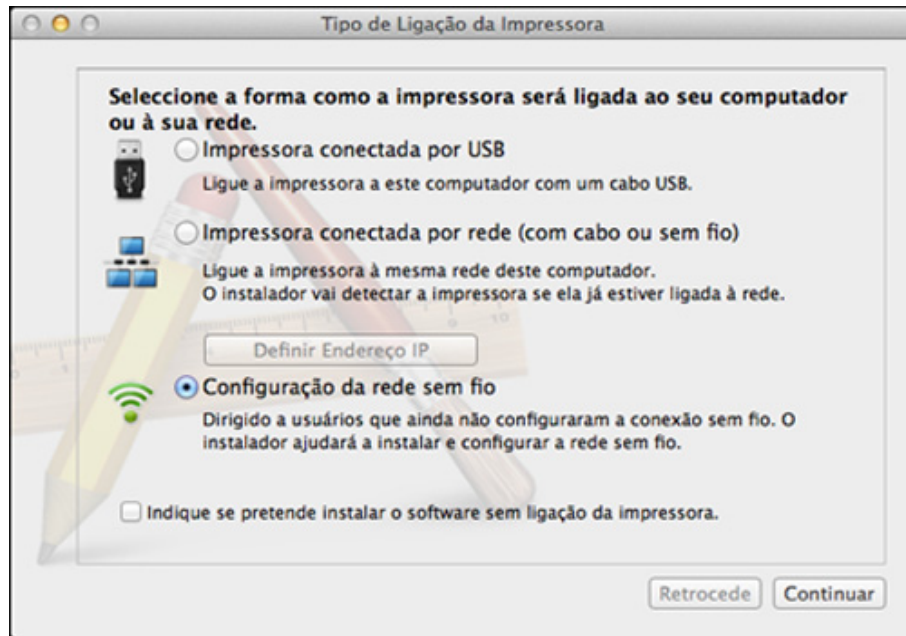 Tipo de Ligação da Impressora
Seleccione a forma como a impressora será ligada ao seu computador
ou à sua rede.
Impressora conectada por USB
Ligue a impressora a este computador com um cabo USB.
Impressora conectada por rede (com cabo ou sem fio)
Ligue a impressora à mesma rede deste computador.
O instalador vai detectar a impressora se ela já estiver ligada à rede.
Definir Endereço IP
Configuração da rede sem fio
Dirigido a usuários que ainda não configuraram a conexão sem fio. O
instalador ajudará a instalar e configurar a rede sem fio.
Indique se pretende instalar o software sem ligação da impressora.
Retrocede
Continuar